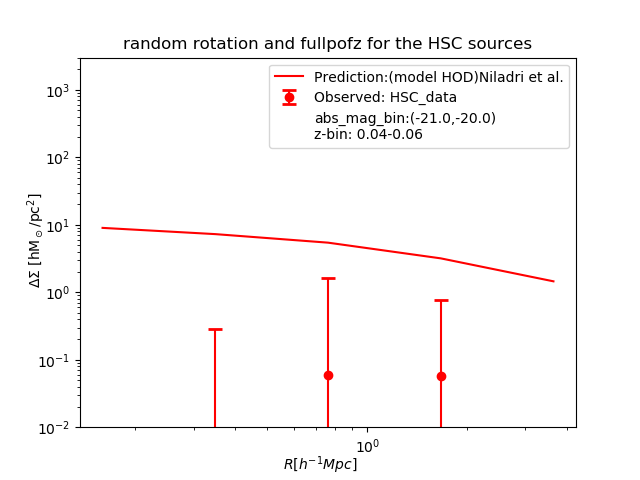 random rotation and fullpofz for the HSC sources
Prediction:(model HOD)Niladri et al.
Observed: HSC_data
abs_mag_bin:(-21.0,-20.0)
z-bin: 0.04-0.06
10³
10²
10¹
10⁰
10⁻¹
10⁻²
ΔΣ [hM⊙/pc²]
10⁰
R[h⁻¹Mpc]